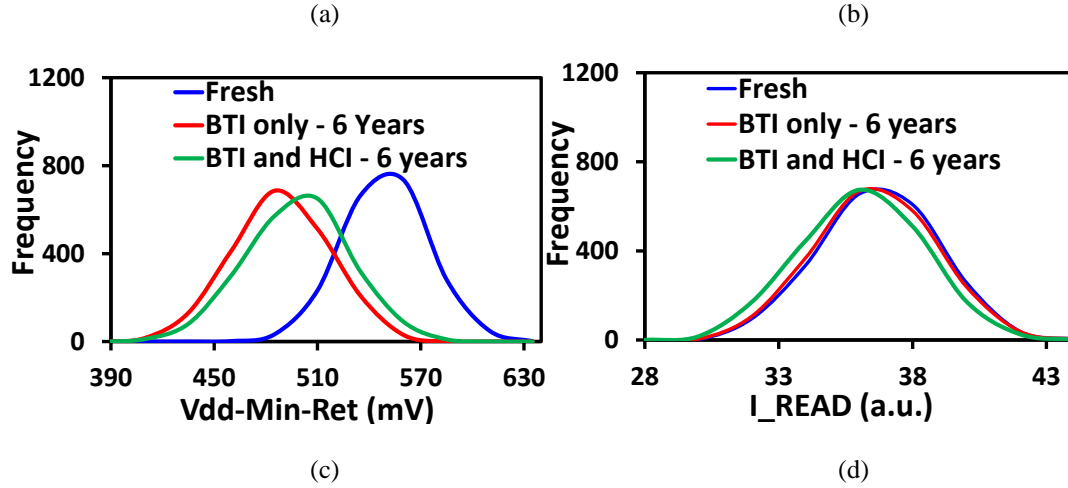 (a)
(b)
1200
Fresh
BTI only - 6 Years
BTI and HCI - 6 years
800
400
0
Frequency
390 450 510 570 630
Vdd-Min-Ret (mV)
1200
Fresh
BTI only - 6 Years
BTI and HCI - 6 years
800
400
0
Frequency
28 33 38 43
I_READ (a.u.)
(c)
(d)